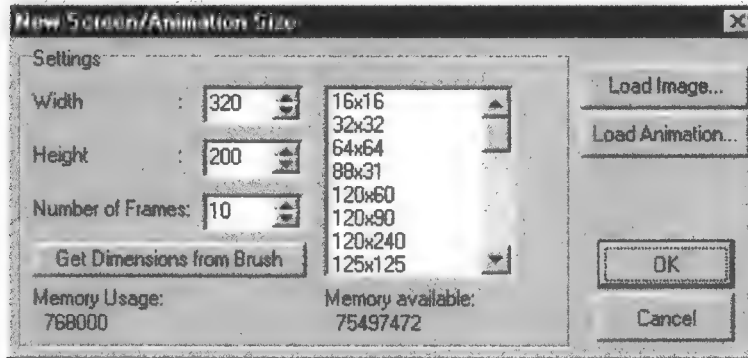 New Screen/Animation Size
Settings
Width : 320
Height : 200
Number of Frames: 10
Get Dimensions from Brush
Memory Usage:
768000
16x16
32x32
64x64
88x31
120x60
120x90
120x240
125x125
Memory available:
75497472
Load Image...
Load Animation...
OK
Cancel